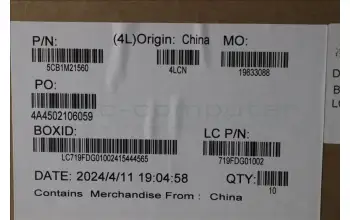 P/N: (4L)Origin: China MO:
5CB1M21560 4LCN 19633088
PO:
4A4502106059
BOXID: LC P/N:
LC719FDG01002415444565 719FDG01002
DATE: 2024/4/11 19:04:58 QTY:
10
Contains Merchandise From : China